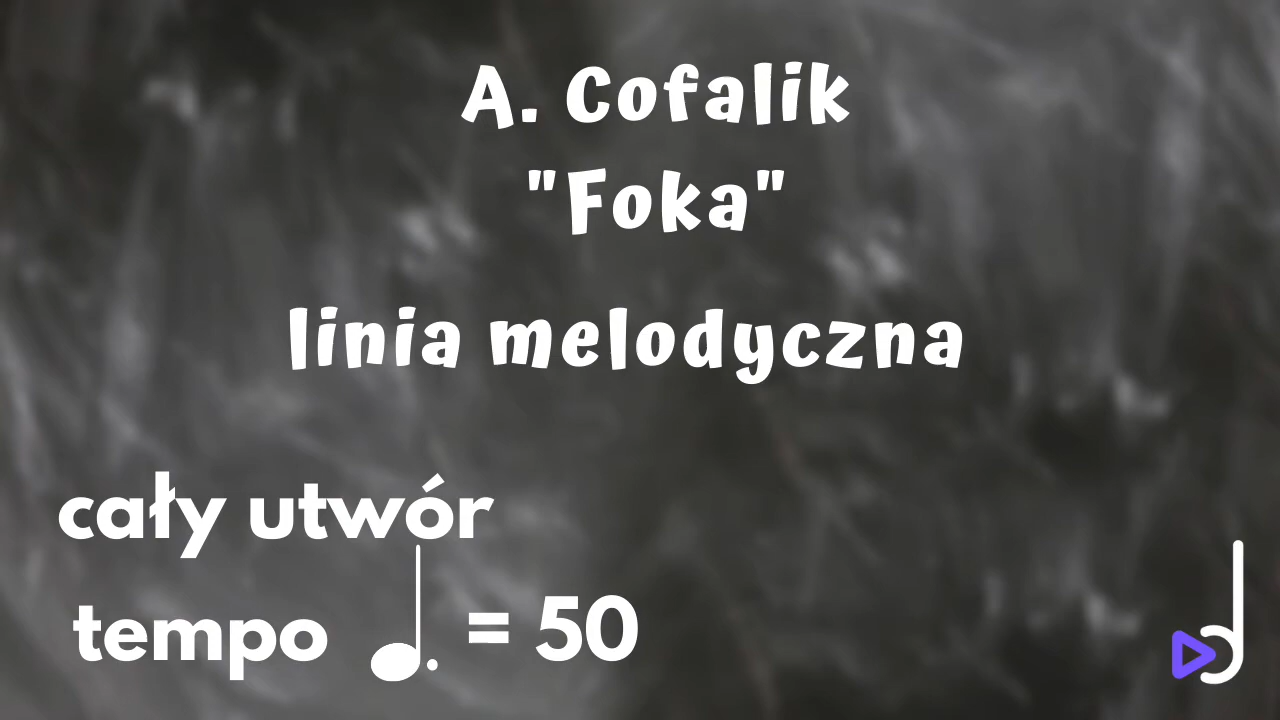 A. Cofalik
"Foka"
linia melodyczna
cały utwór
tempo ♩. = 50